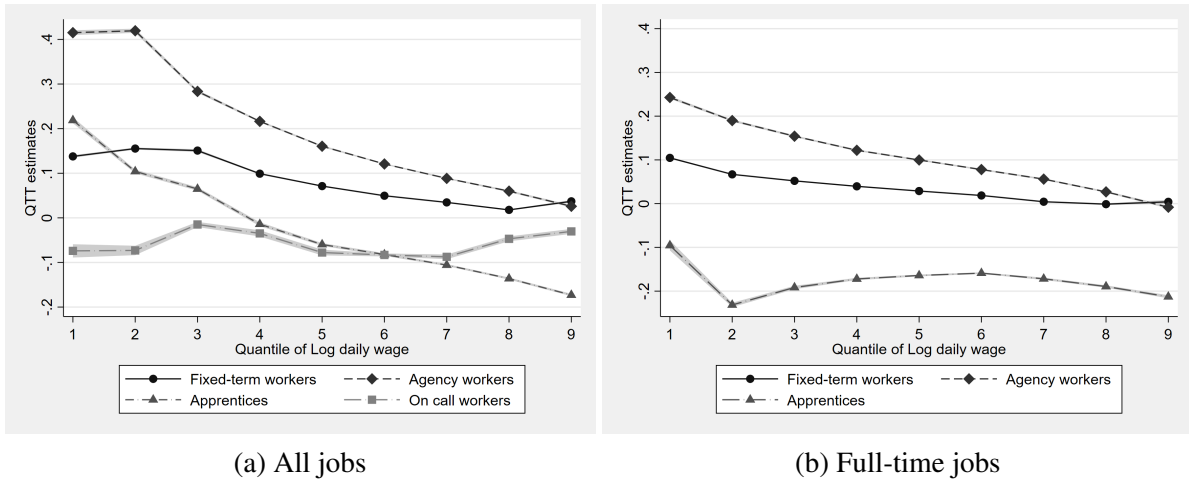 .4
.3
.2
.1
0
-.1
-.2
QTT estimates
1 2 3 4 5 6 7 8 9
Quantile of Log daily wage
Fixed-term workers Agency workers
Apprentices On call workers
(a) All jobs
.4
.3
.2
.1
0
-.1
-.2
QTT estimates
1 2 3 4 5 6 7 8 9
Quantile of Log daily wage
Fixed-term workers Agency workers
Apprentices
(b) Full-time jobs